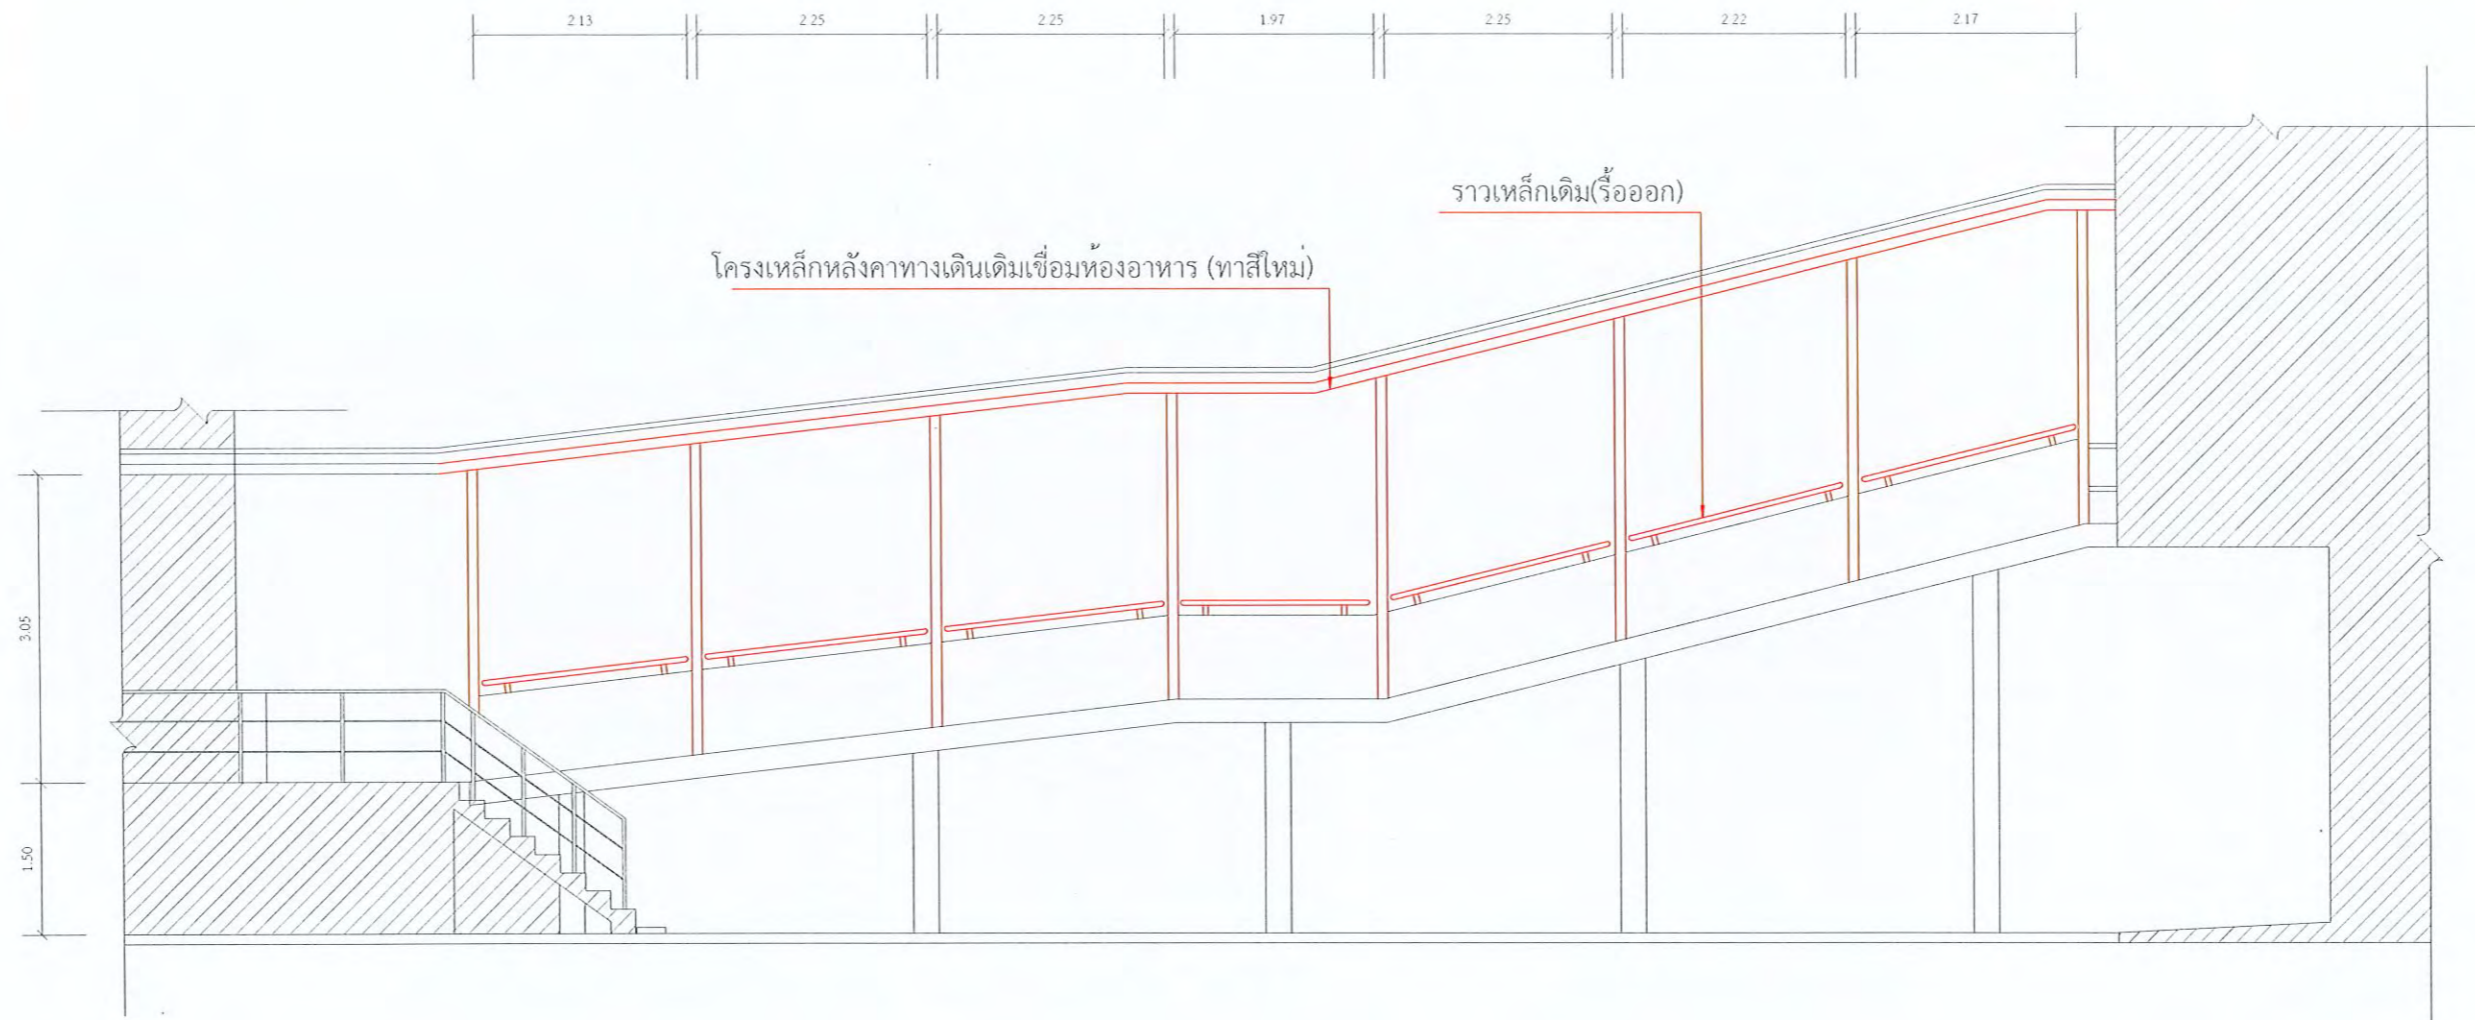 2.13 2.25 2.25 1.97 2.25 2.22 2.17
ราวเหล็กเดิม(รื้อออก)
โครงเหล็กหลังคาทางเดินเดิมเชื่อมห้องอาหาร (ทาสีใหม่)
3.05
1.50